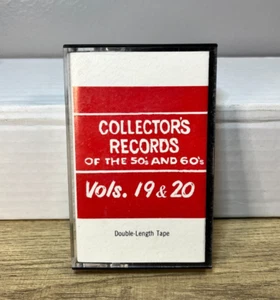 COLLECTOR'S
RECORDS
OF THE 50's AND 60's
Vols. 19 & 20
Double-Length Tape